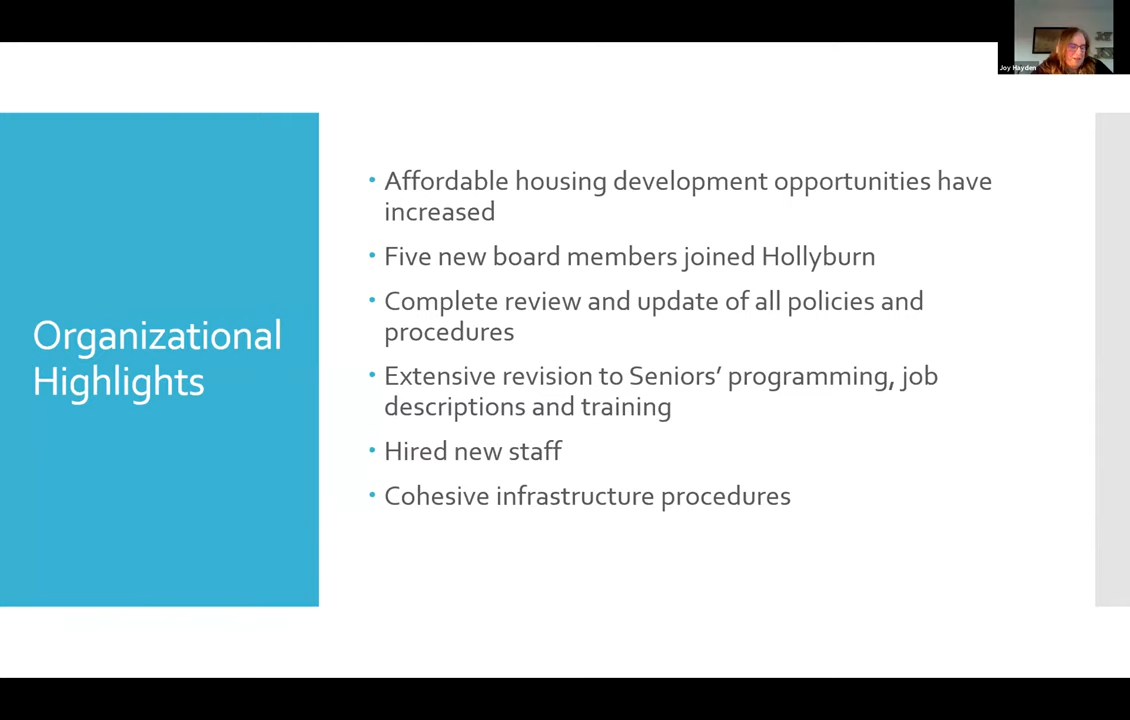 Joy Hayden
Organizational
Highlights
• Affordable housing development opportunities have
increased
• Five new board members joined Hollyburn
• Complete review and update of all policies and
procedures
• Extensive revision to Seniors’ programming, job
descriptions and training
• Hired new staff
• Cohesive infrastructure procedures